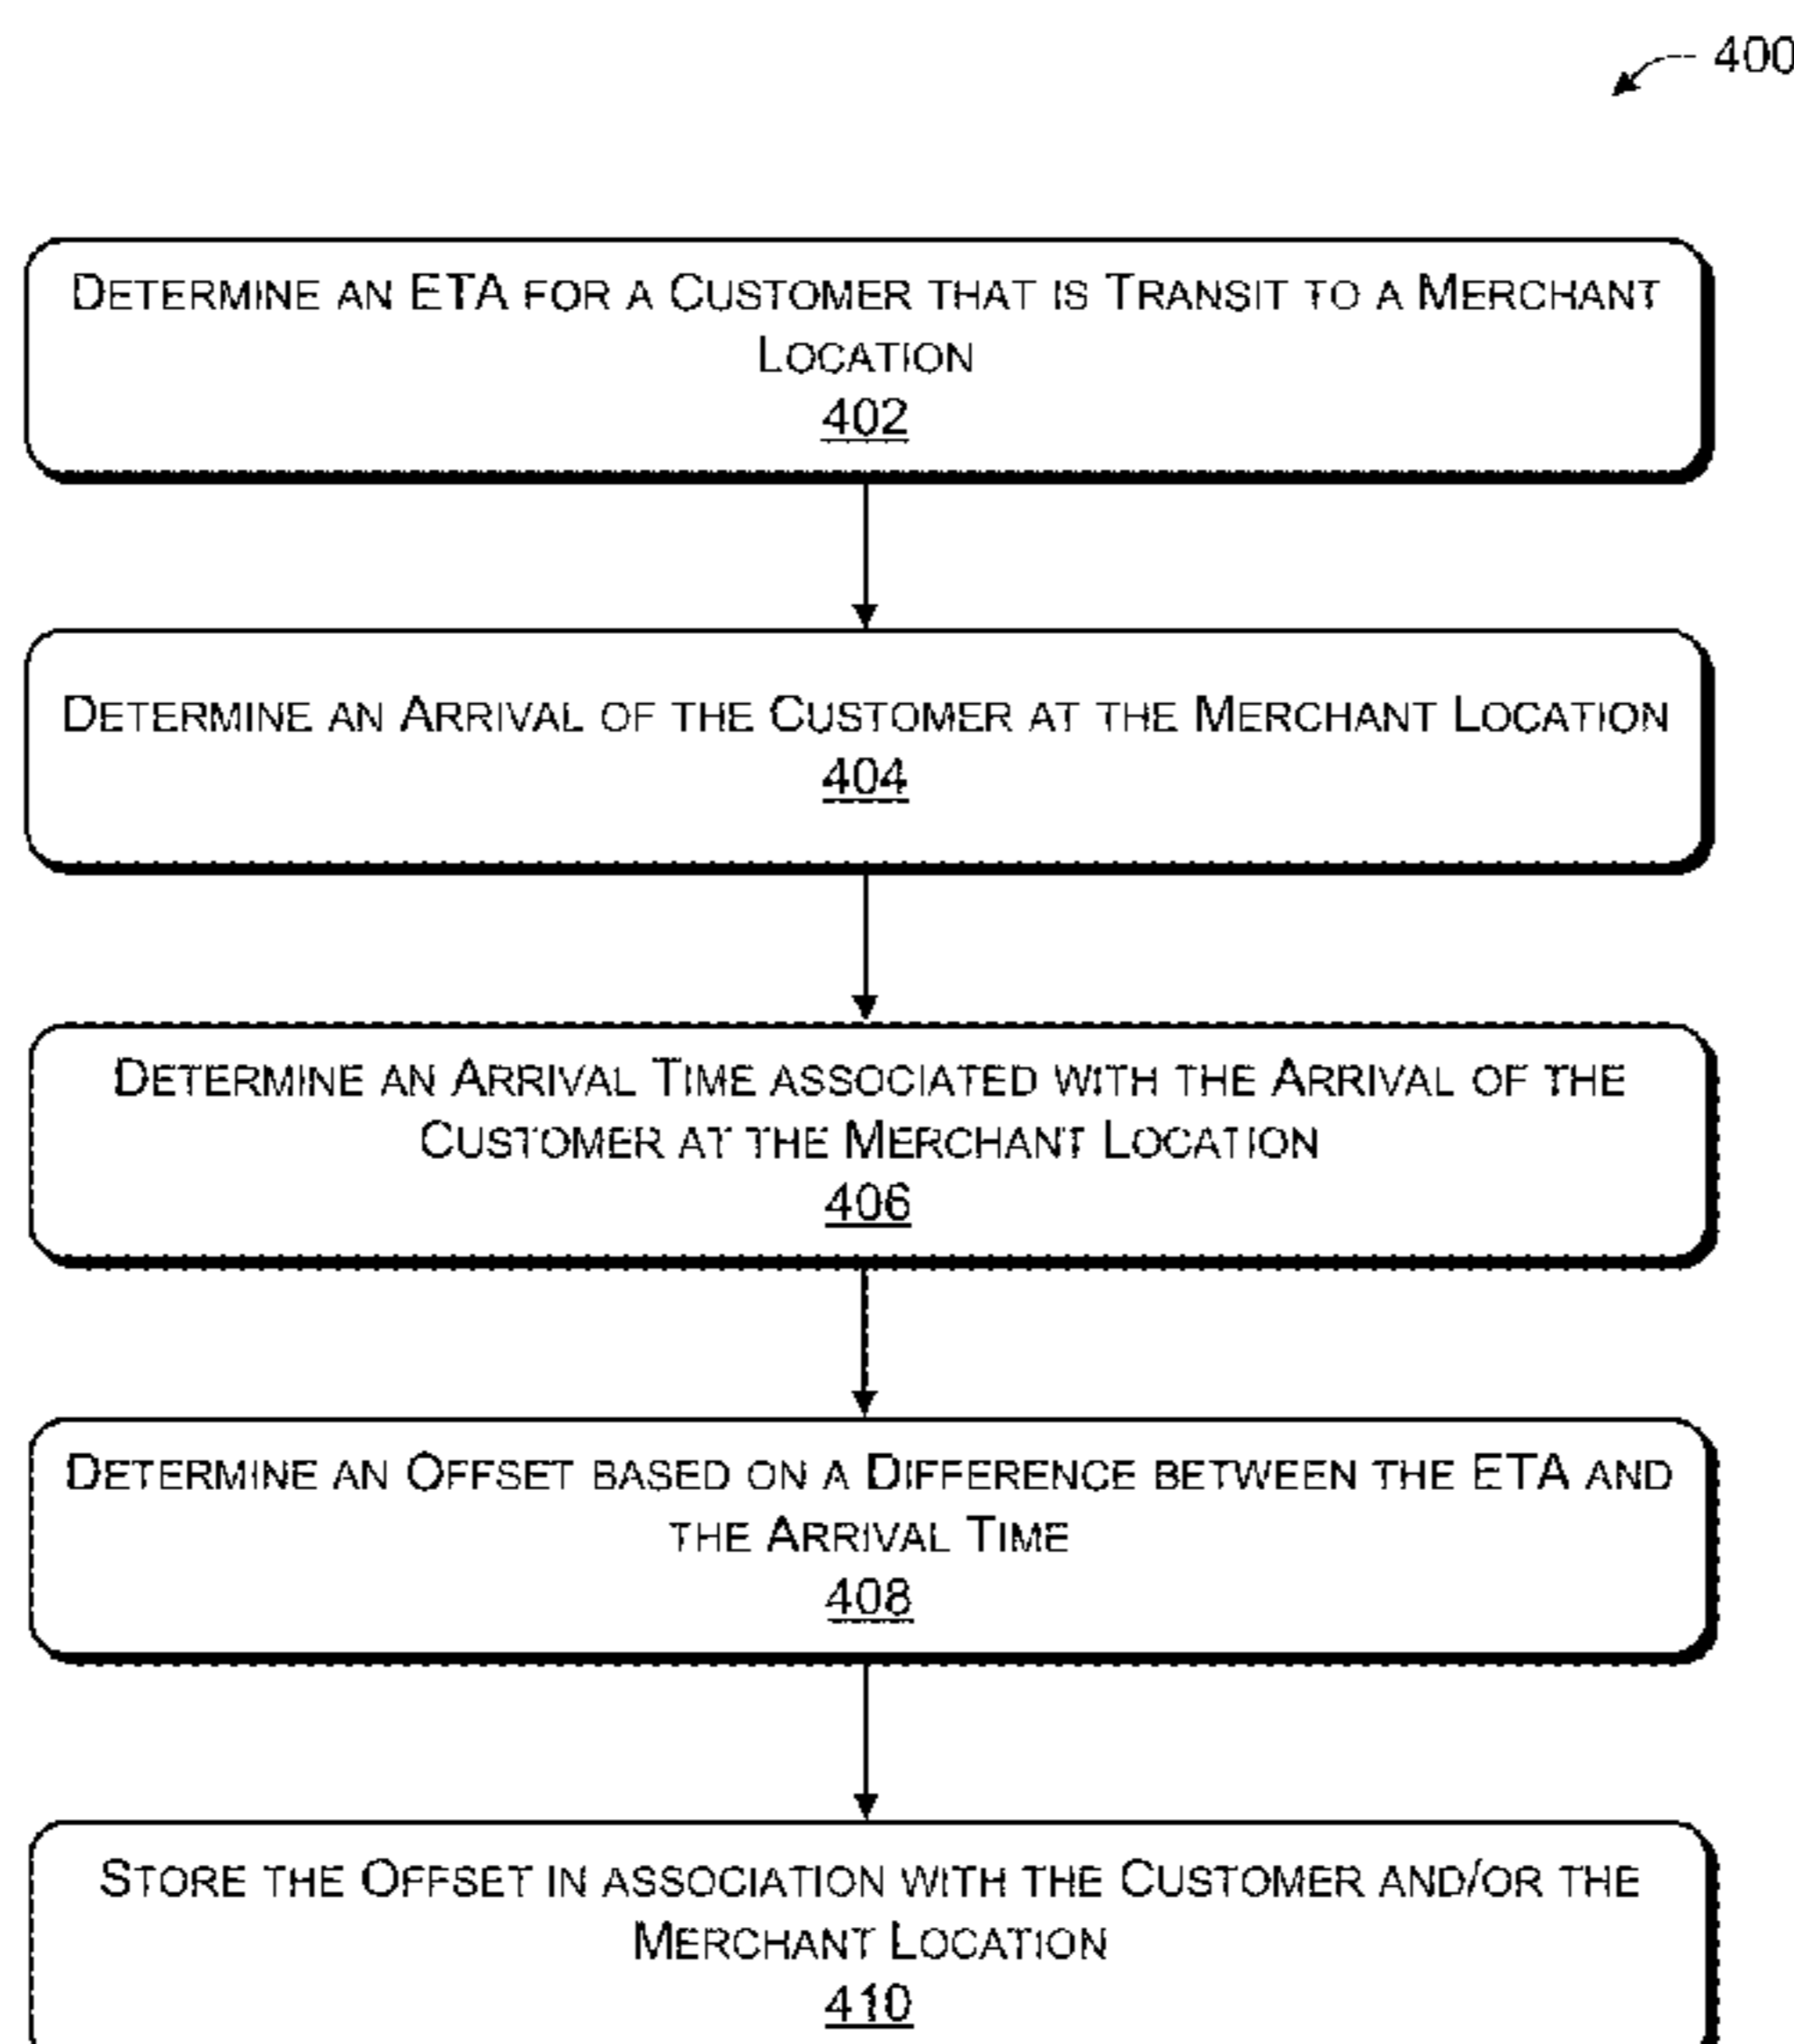 400
DETERMINE AN ETA FOR A CUSTOMER THAT IS TRANSIT TO A MERCHANT
LOCATION
402
DETERMINE AN ARRIVAL OF THE CUSTOMER AT THE MERCHANT LOCATION
404
DETERMINE AN ARRIVAL TIME ASSOCIATED WITH THE ARRIVAL OF THE
CUSTOMER AT THE MERCHANT LOCATION
406
DETERMINE AN OFFSET BASED ON A DIFFERENCE BETWEEN THE ETA AND
THE ARRIVAL TIME
408
STORE THE OFFSET IN ASSOCIATION WITH THE CUSTOMER AND/OR THE
MERCHANT LOCATION
410